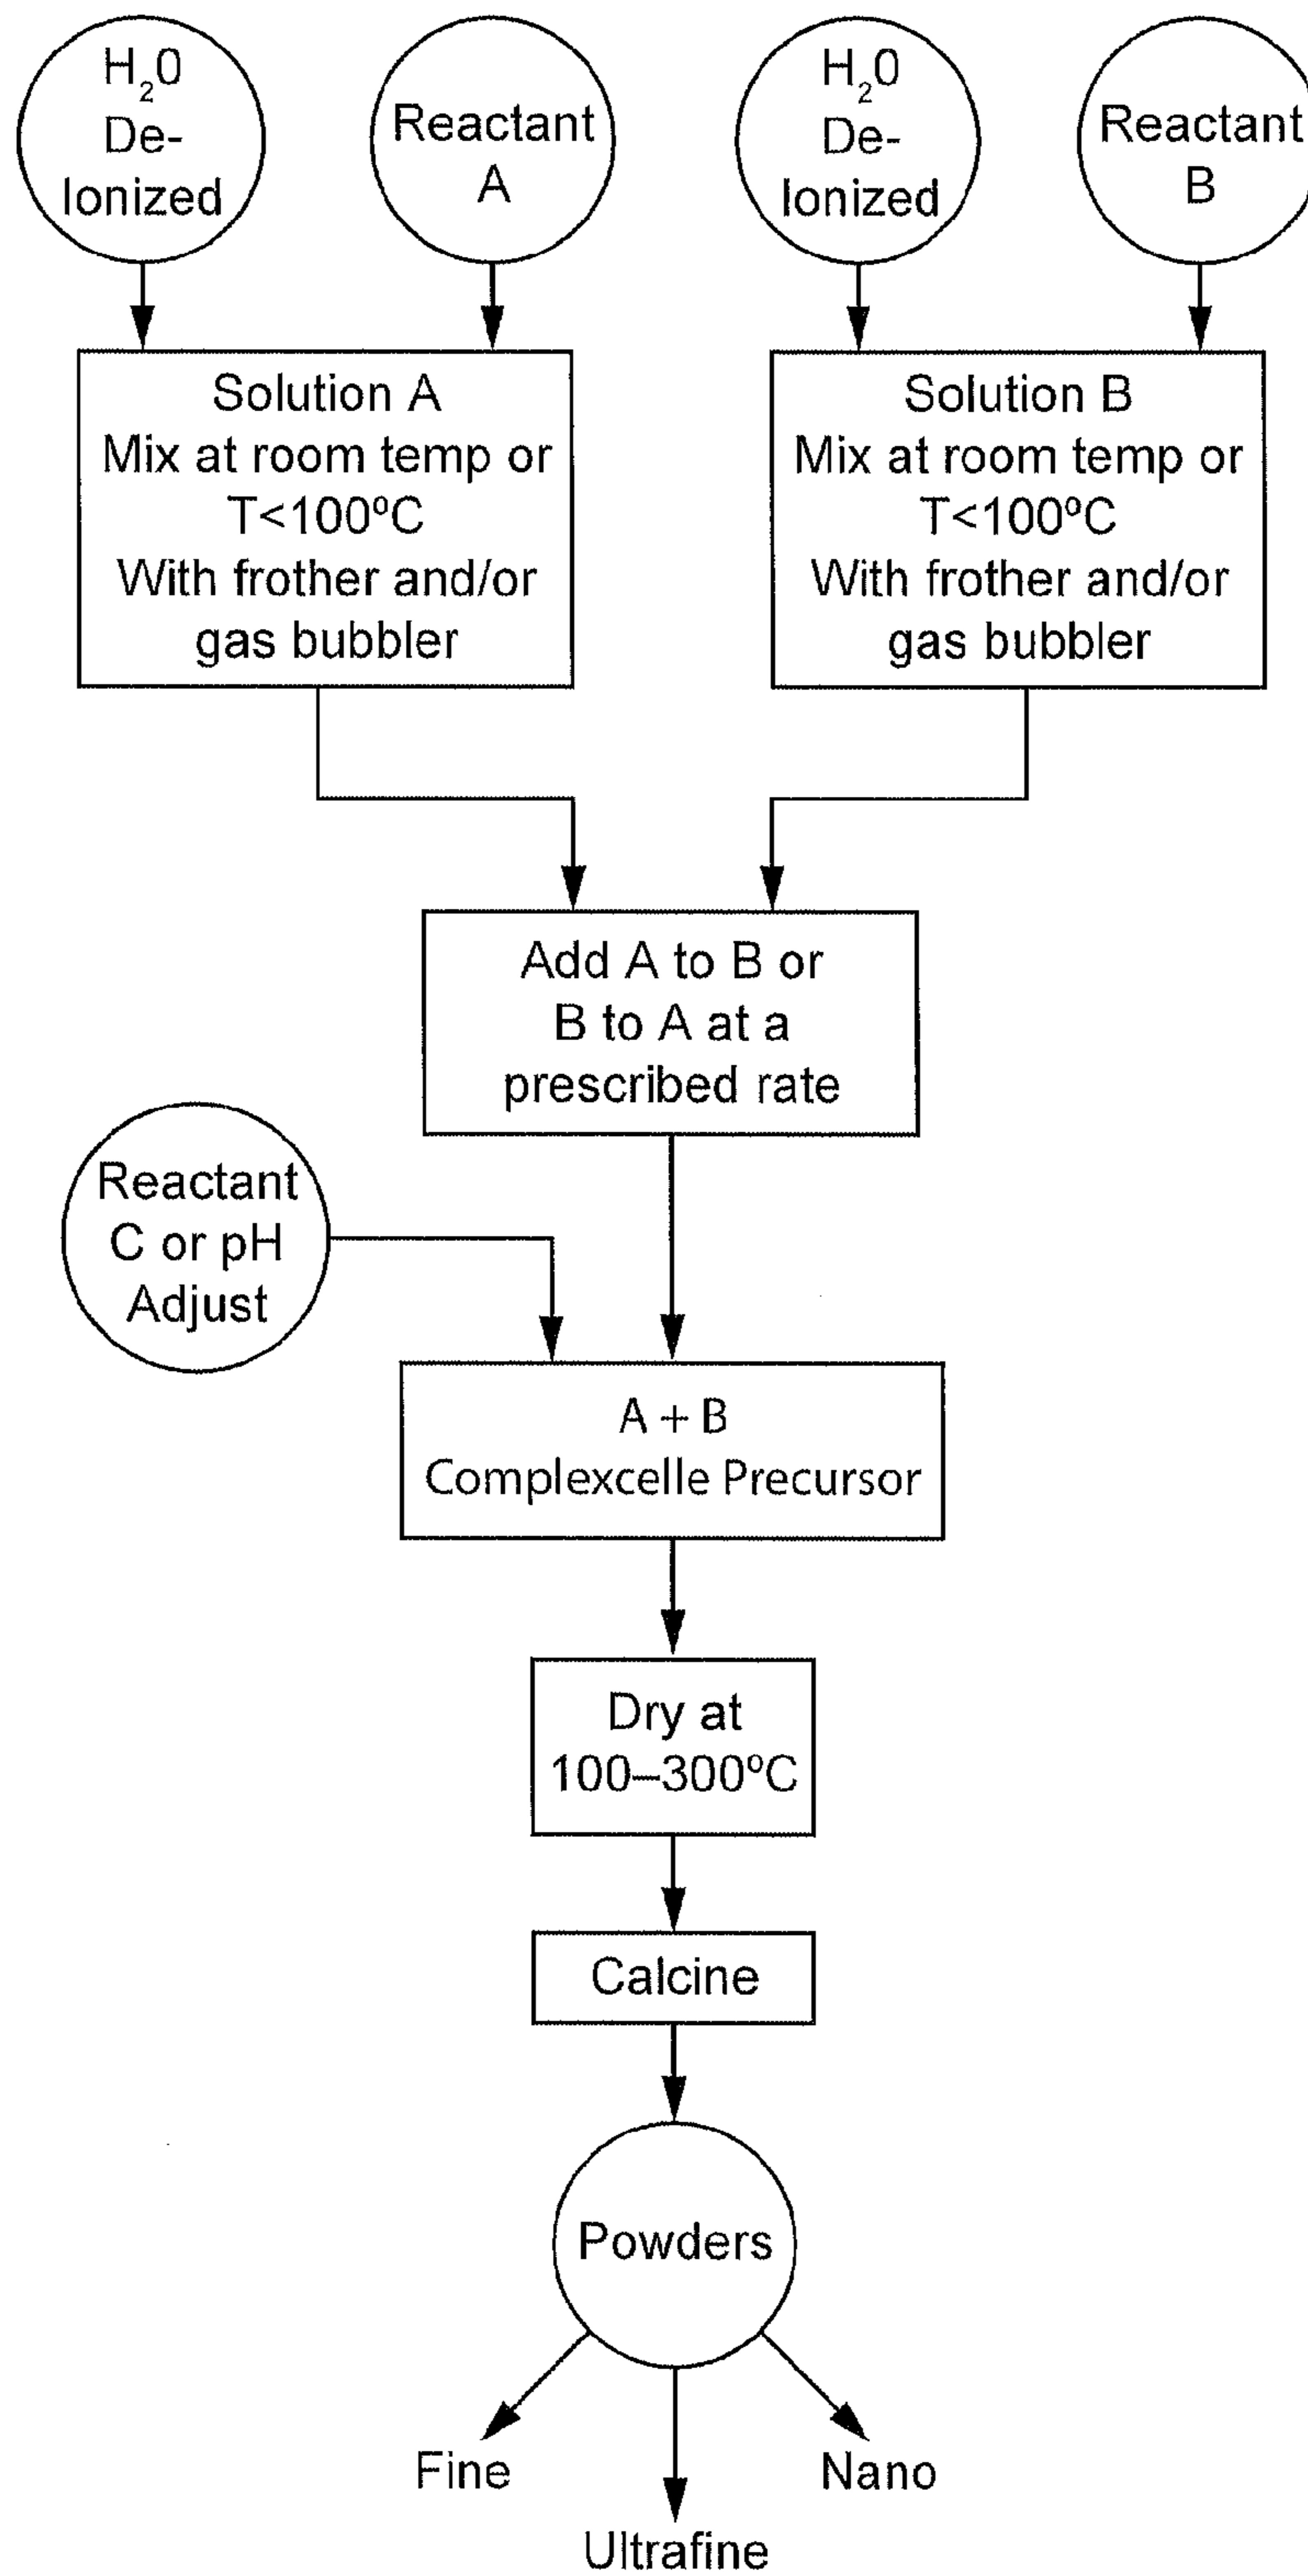 H₂0
De-
Ionized
Reactant
A
H₂0
De-
Ionized
Reactant
B
Solution A
Mix at room temp or
T<100ºC
With frother and/or
gas bubbler
Solution B
Mix at room temp or
T<100ºC
With frother and/or
gas bubbler
Add A to B or
B to A at a
prescribed rate
Reactant
C or pH
Adjust
A + B
Complexcelle Precursor
Dry at
100–300ºC
Calcine
Powders
Fine
Nano
Ultrafine